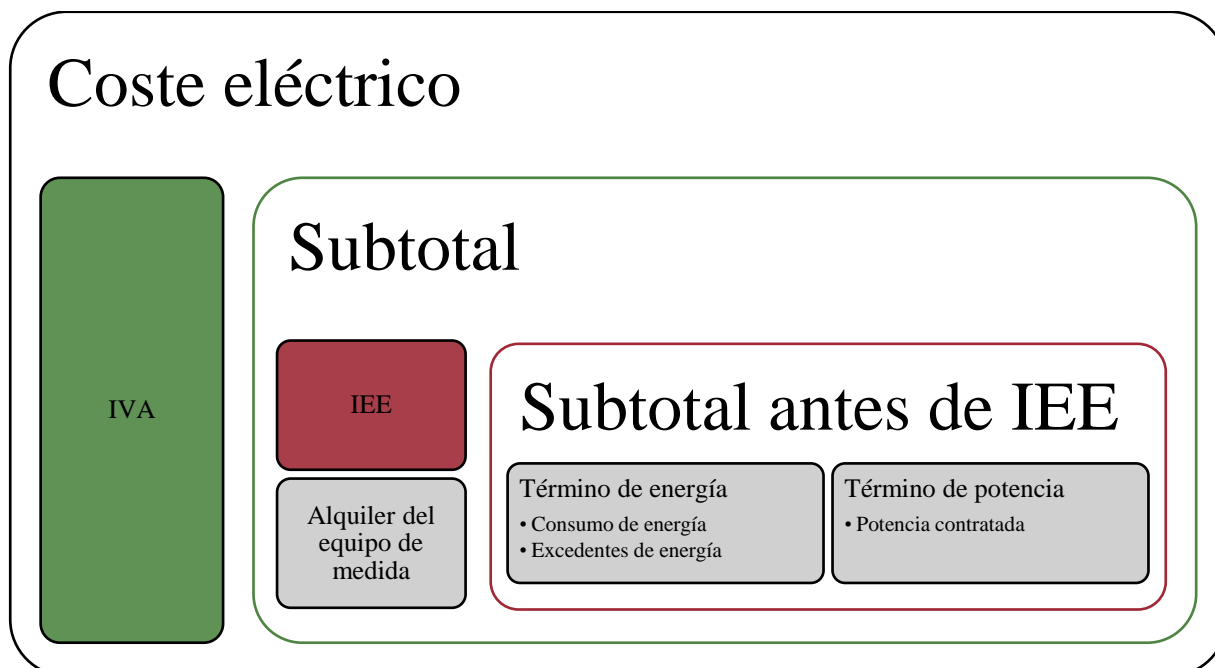 Coste eléctrico
Subtotal
IVA
IEE
Alquiler del
equipo de
medida
Subtotal antes de IEE
Término de energía
• Consumo de energía
• Excedentes de energía
Término de potencia
• Potencia contratada